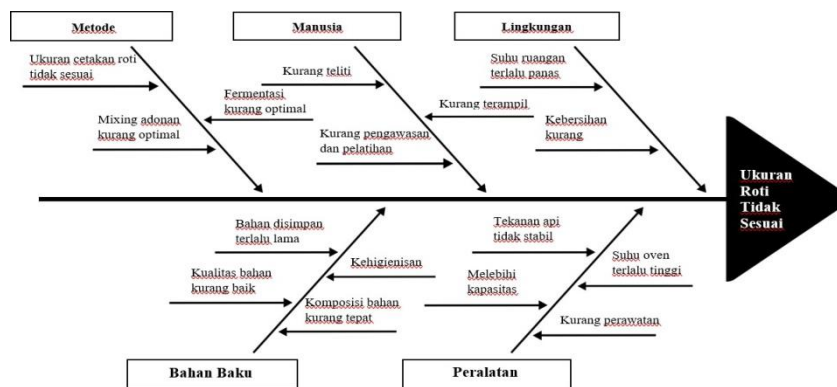 Metode
Manusia
Lingkungan
Ukuran cetakan roti
tidak sesuai
Mixing adonan
kurang optimal
Fermentasi
kurang optimal
Kurang teliti
Kurang pengawasan
dan pelatihan
Kurang terampil
Suhu ruangan
terlalu panas
Kebersihan
kurang
Ukuran
Roti
Tidak
Sesuai
Bahan disimpan
terlalu lama
Kualitas bahan
kurang baik
Kehigienisan
Komposisi bahan
kurang tepat
Tekanan api
tidak stabil
Melebihi
kapasitas
Suhu oven
terlalu tinggi
Kurang perawatan
Bahan Baku
Peralatan